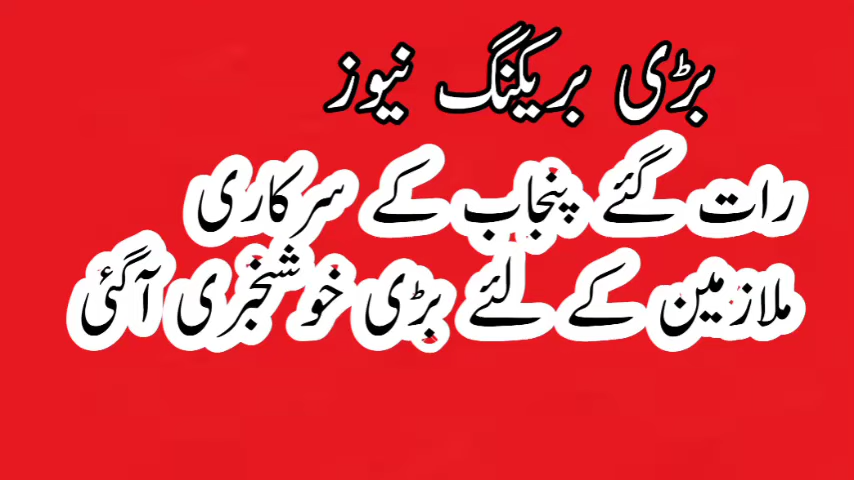 بڑی بریکنگ نیوز
رات گئے پنجاب کے سرکاری
ملازمین کے لئے بڑی خوشخبری آگئی